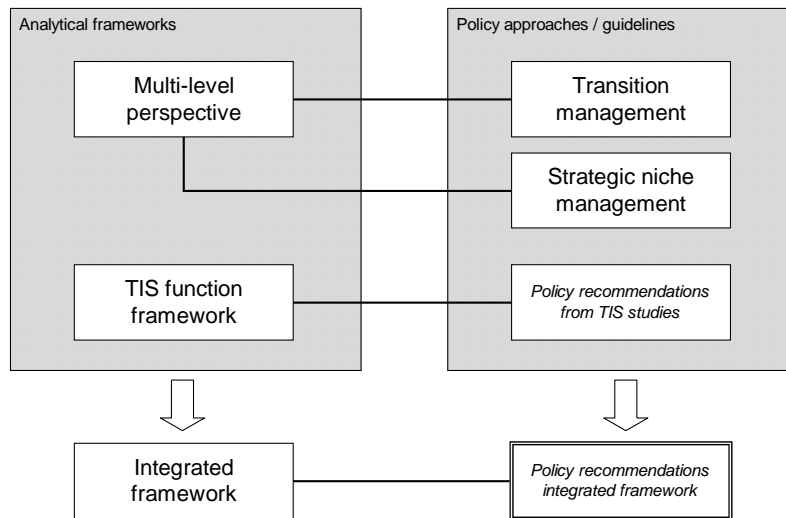 Analytical frameworks
Policy approaches / guidelines
Multi-level
perspective
Transition
management
Strategic niche
management
TIS function
framework
Policy recommendations
from TIS studies
Integrated
framework
Policy recommendations
integrated framework